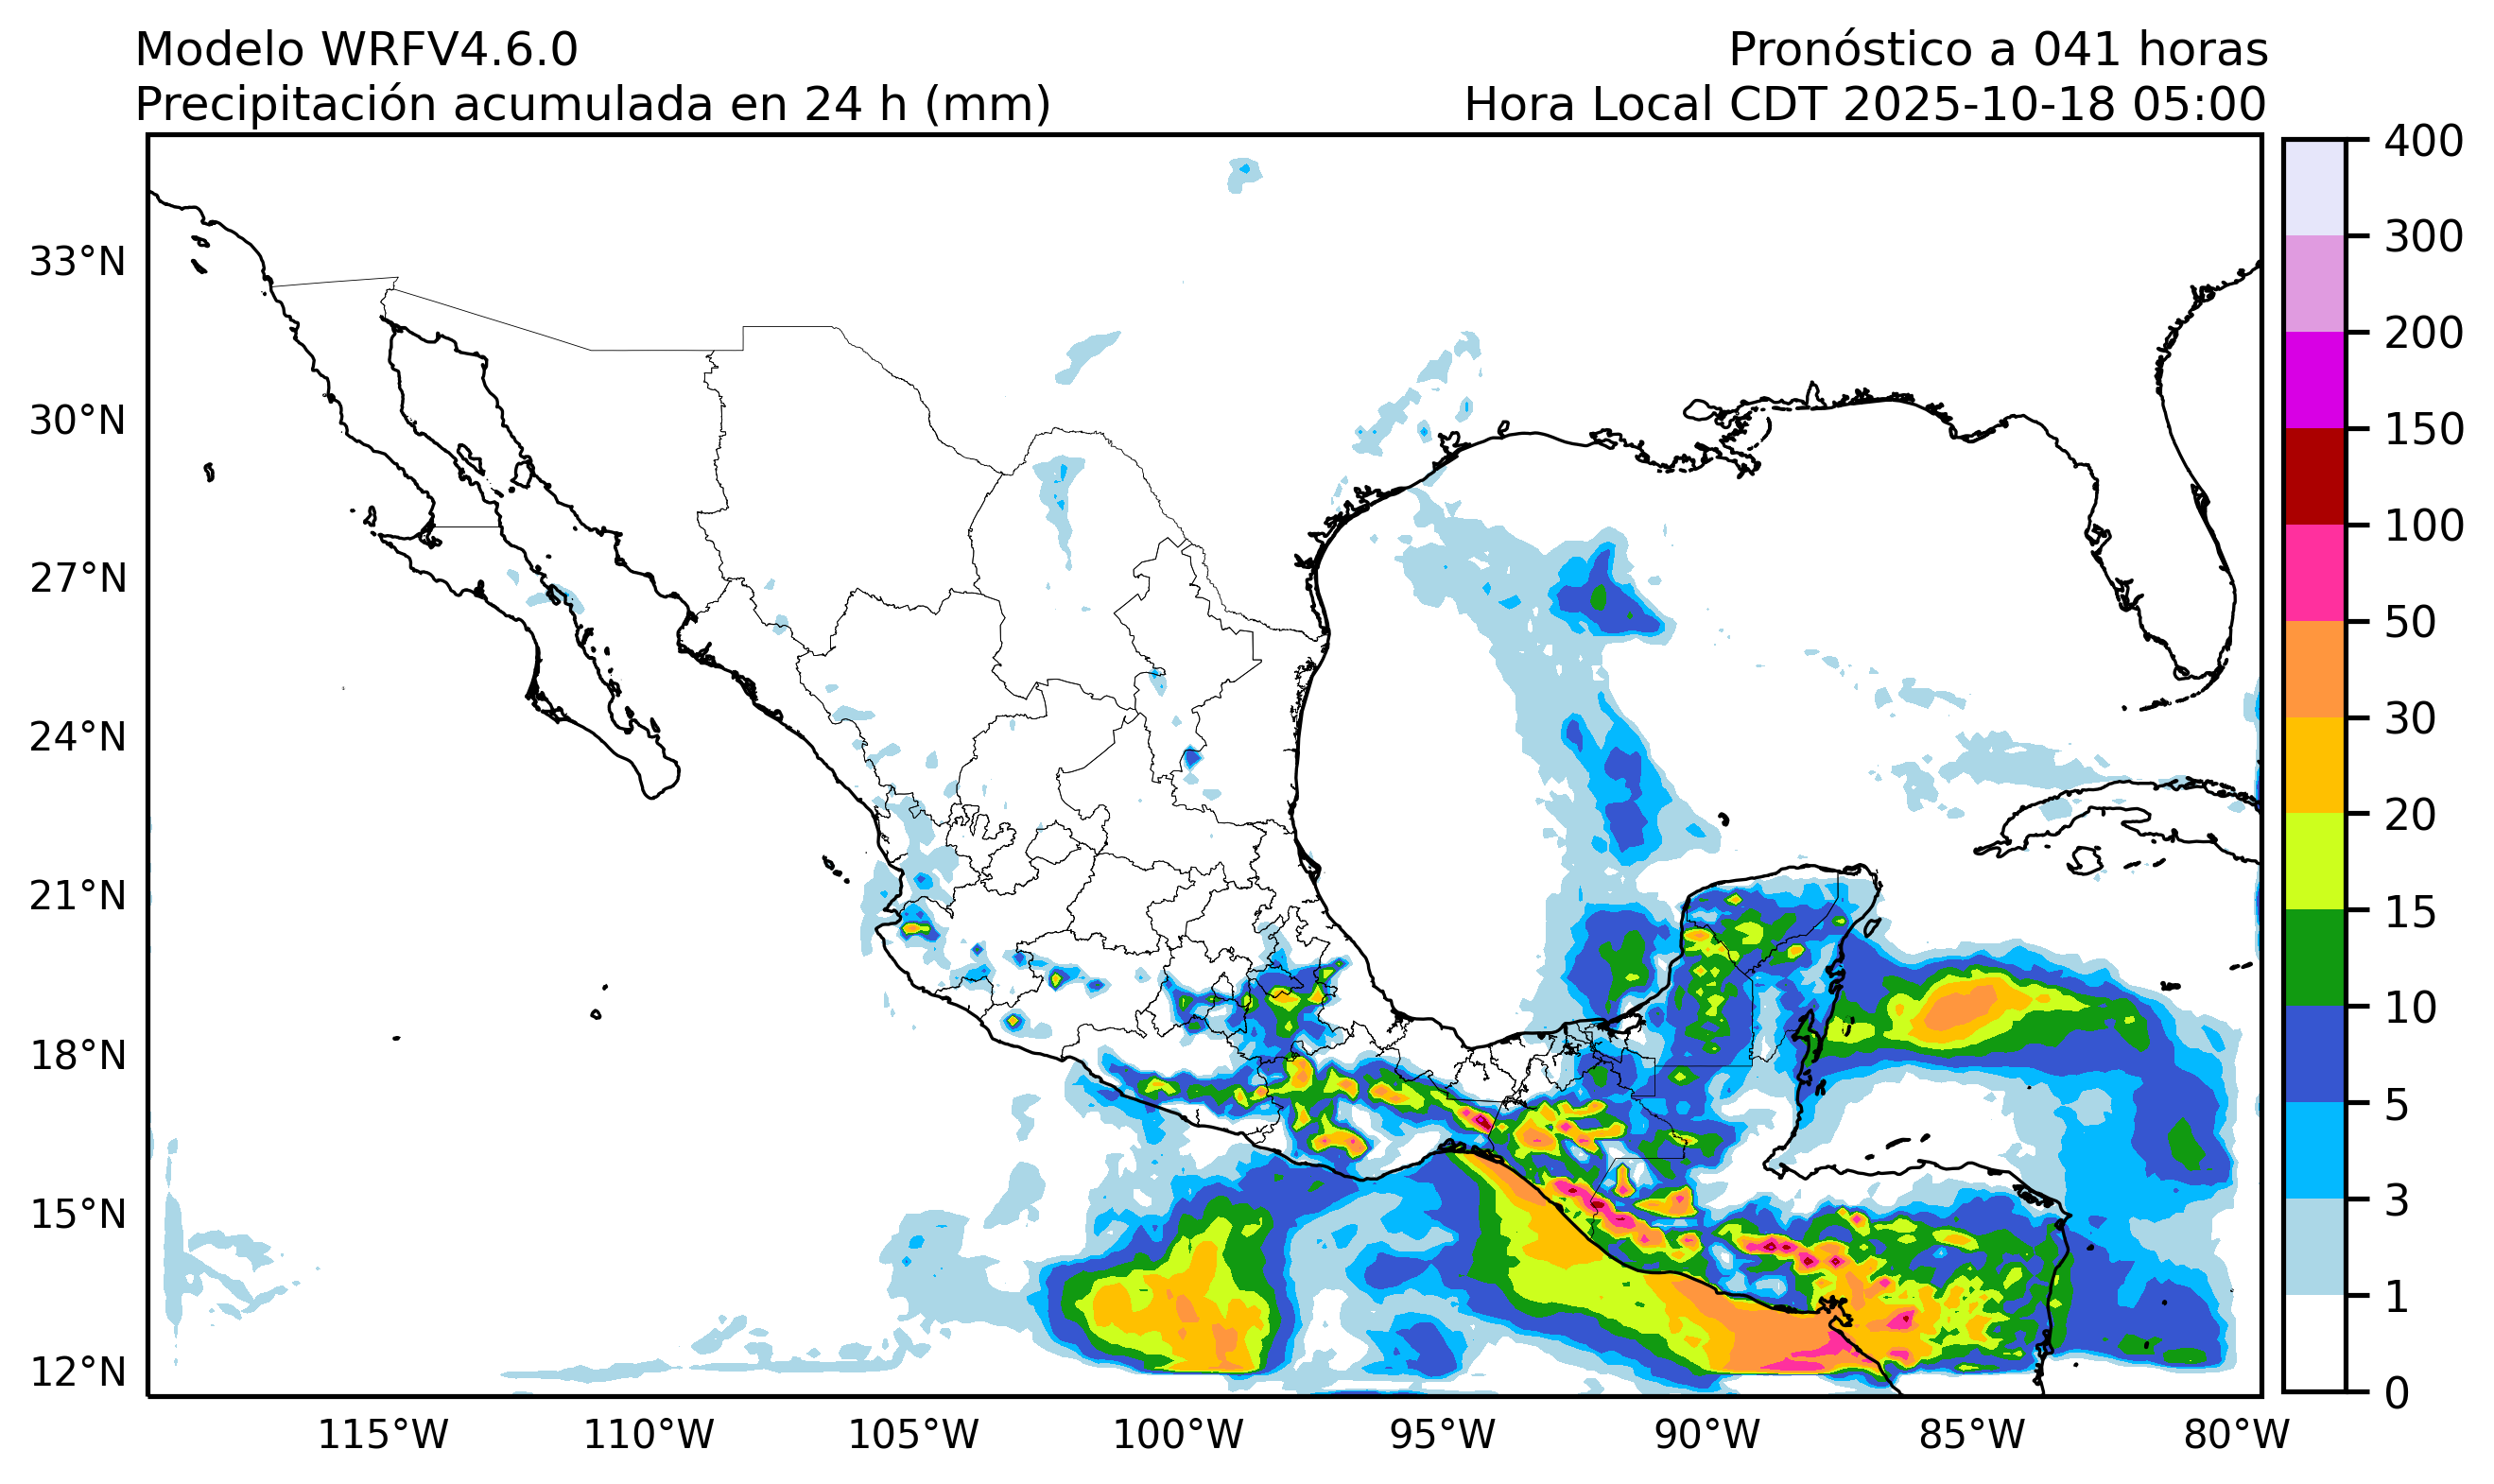 Modelo WRFV4.6.0
Pronóstico a 041 horas
Precipitación acumulada en 24 h (mm)
Hora Local CDT 2025-10-18 05:00
33°N
30°N
27°N
24°N
21°N
18°N
15°N
12°N
115°W
110°W
105°W
100°W
95°W
90°W
85°W
80°W
400
300
200
150
100
50
30
20
15
10
5
3
1
0